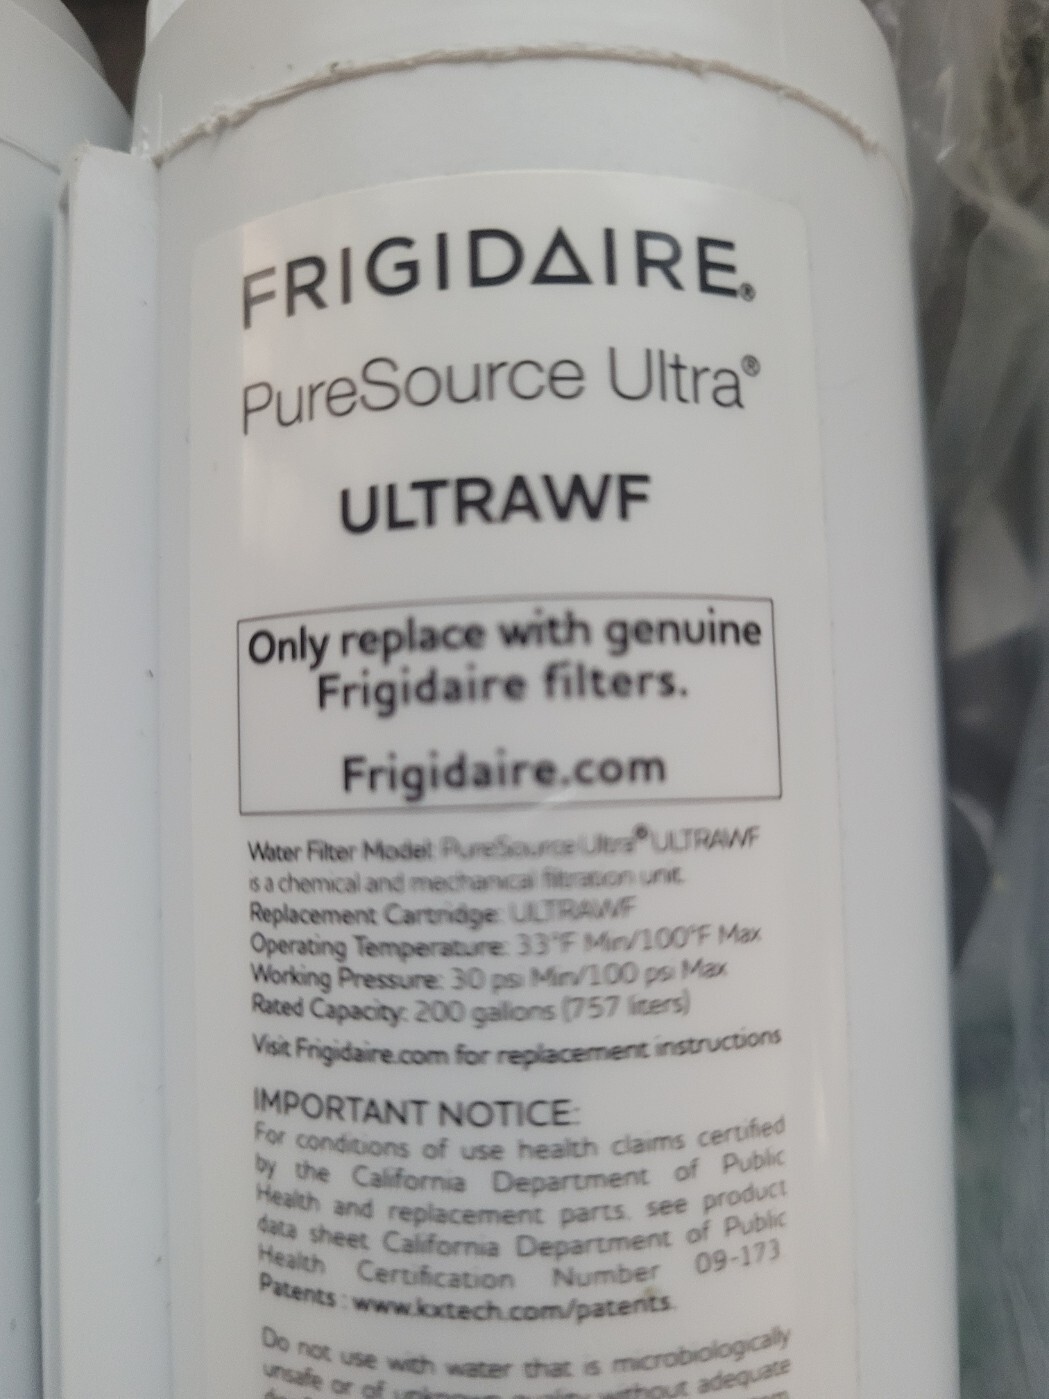 FRIGIDAIRE®
PureSource Ultra®
ULTRAWF
Only replace with genuine
Frigidaire filters.
Frigidaire.com
Water Filter Model: PureSource Ultra® ULTRAWF
is a chemical and mechanical filtration unit.
Replacement Cartridge: ULTRAWF
Operating Temperature: 33°F Min/100°F Max
Working Pressure: 30 psi Min/100 psi Max
Rated Capacity: 200 gallons (757 liters)
Visit Frigidaire.com for replacement instructions
IMPORTANT NOTICE:
For conditions of use health claims certified
by the California Department of Public
Health and replacement parts, see product
data sheet California Department of Public
Health Certification Number 09-173
Patents : www.kxtech.com/patents.
Do not use with water that is microbiologically
unsafe or of unknown quality without adequate